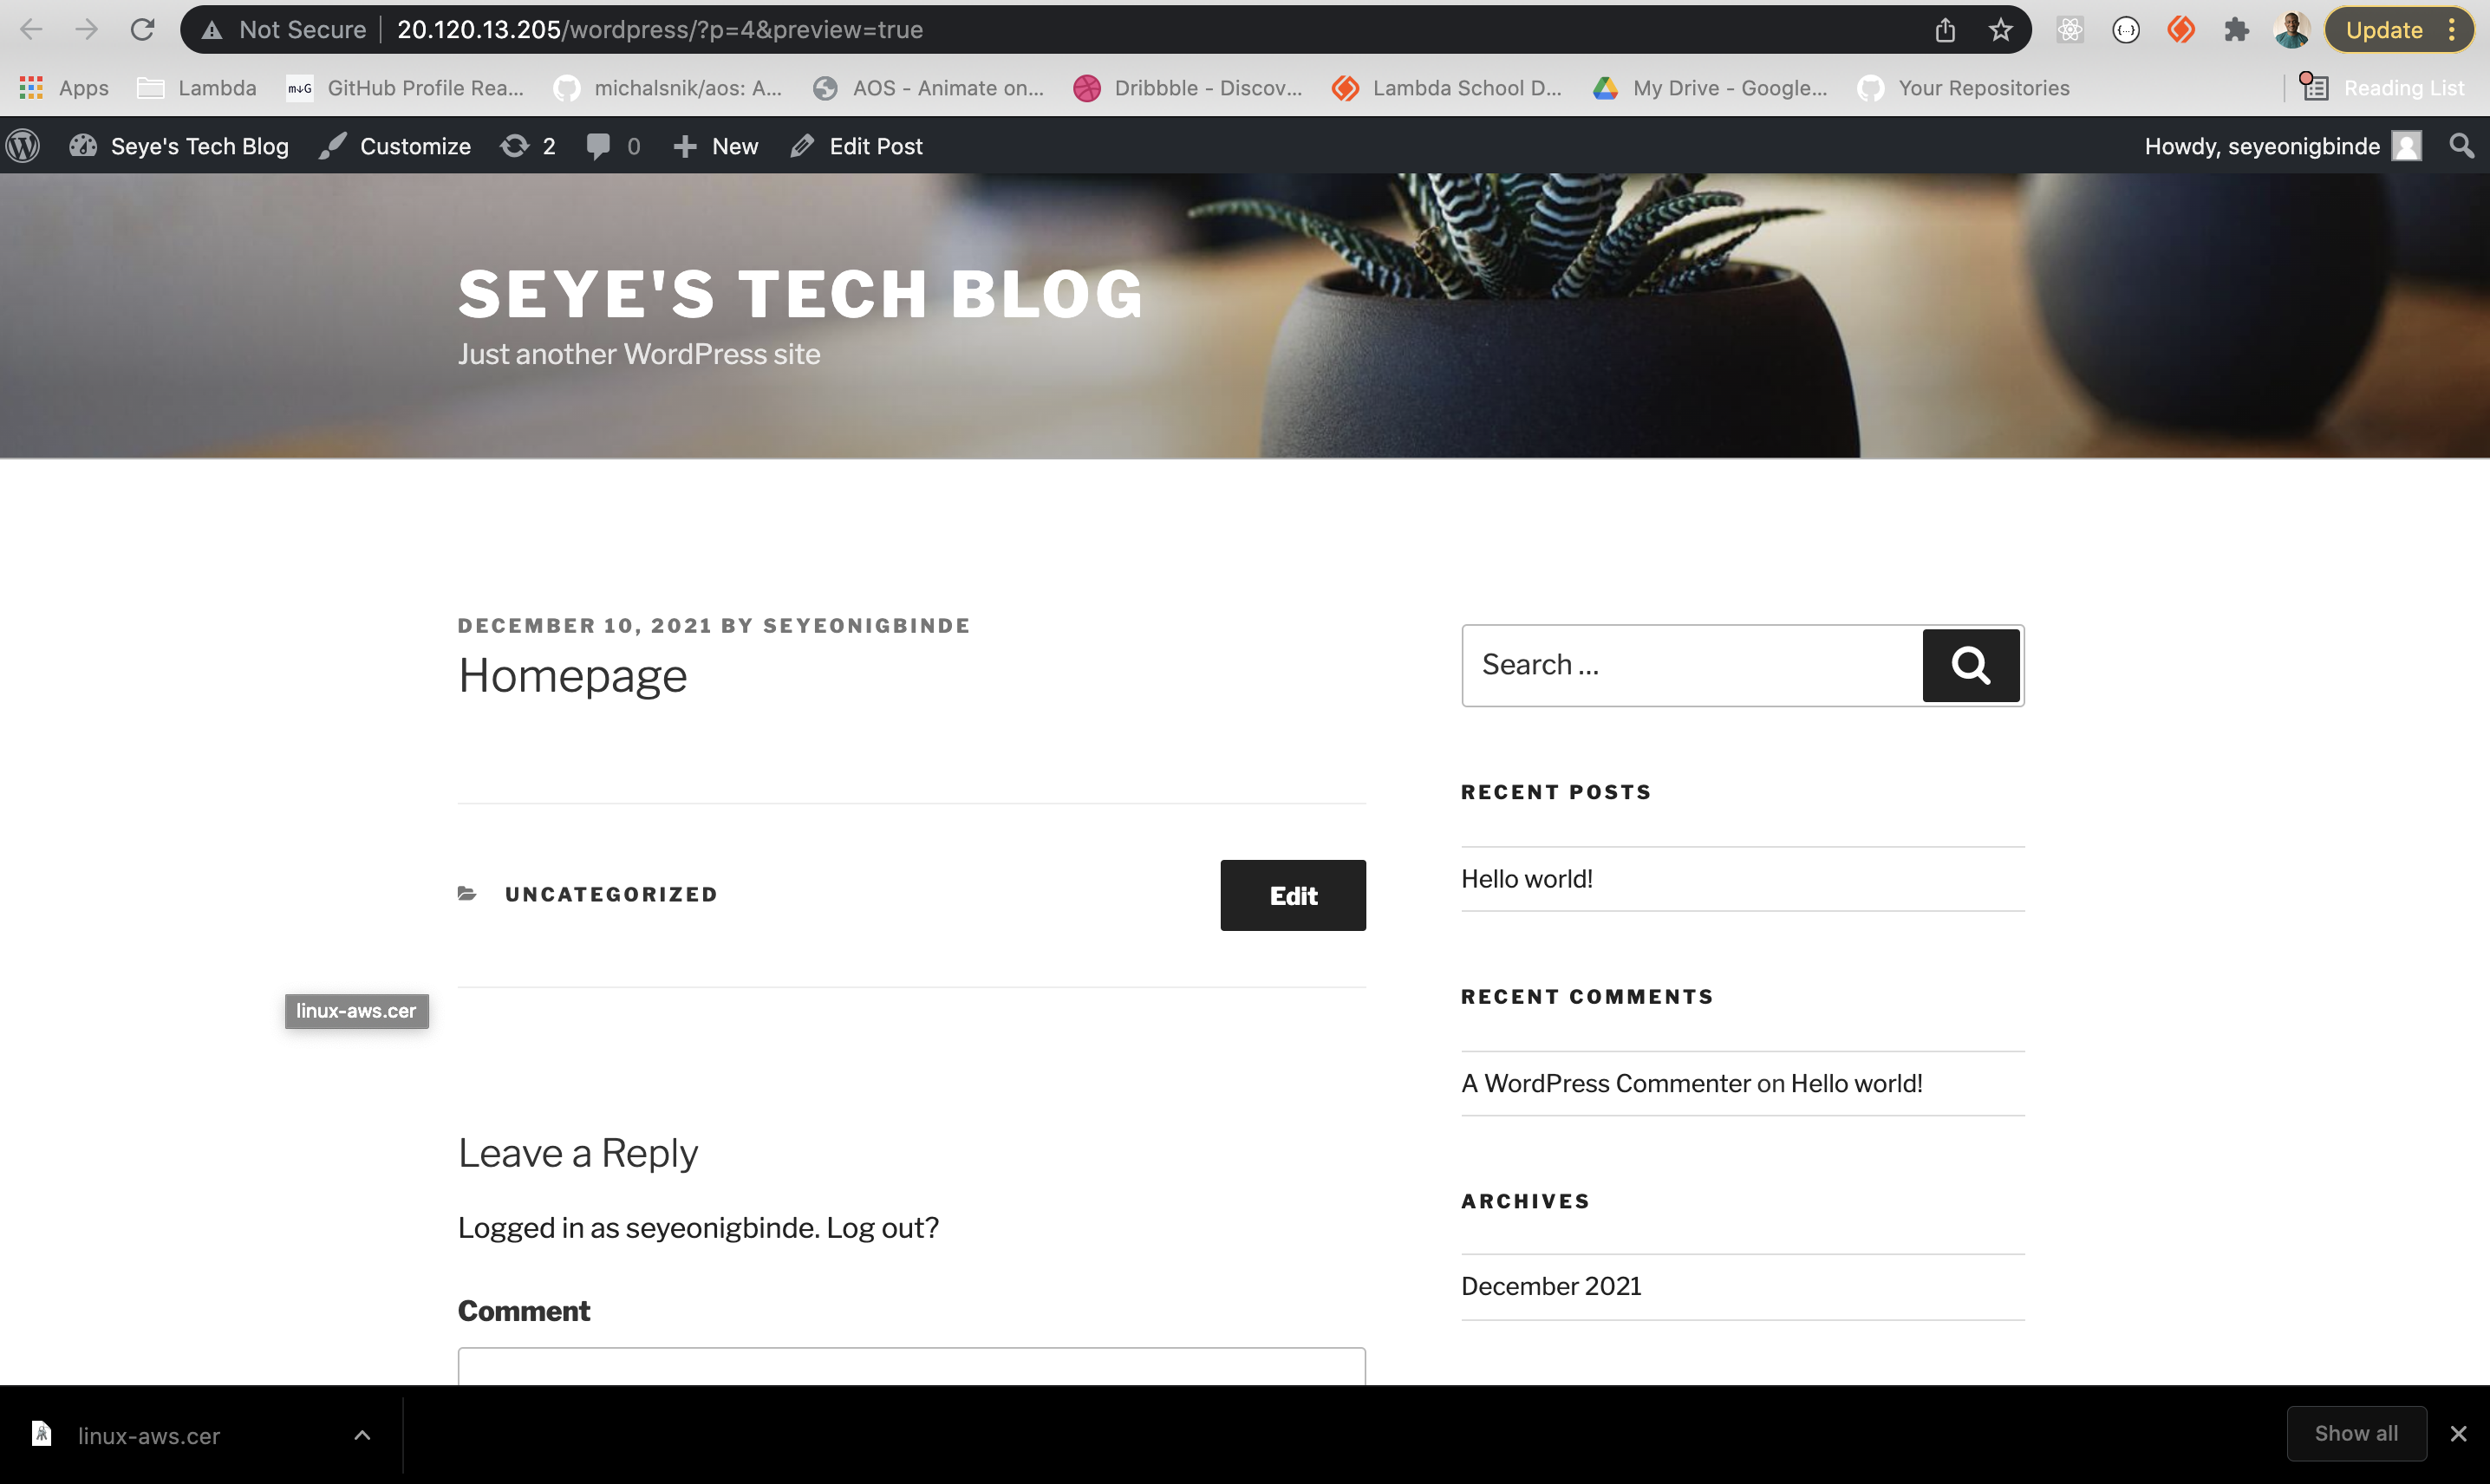 Not Secure 20.120.13.205/wordpress/?p=4&preview=true Update
Apps Lambda M↓G GitHub Profile Rea... michalsnik/aos: A... AOS - Animate on... Dribbble - Discov... Lambda School D... My Drive - Google... Your Repositories Reading List
Seye's Tech Blog Customize 2 0 New Edit Post Howdy, seyeonigbinde
SEYE'S TECH BLOG
Just another WordPress site
DECEMBER 10, 2021 BY SEYEONIGBINDE
Homepage
UNCATEGORIZED
Edit
linux-aws.cer
Leave a Reply
Logged in as seyeonigbinde. Log out?
Comment
Search ...
RECENT POSTS
Hello world!
RECENT COMMENTS
A WordPress Commenter on Hello world!
ARCHIVES
December 2021
linux-aws.cer
Show all